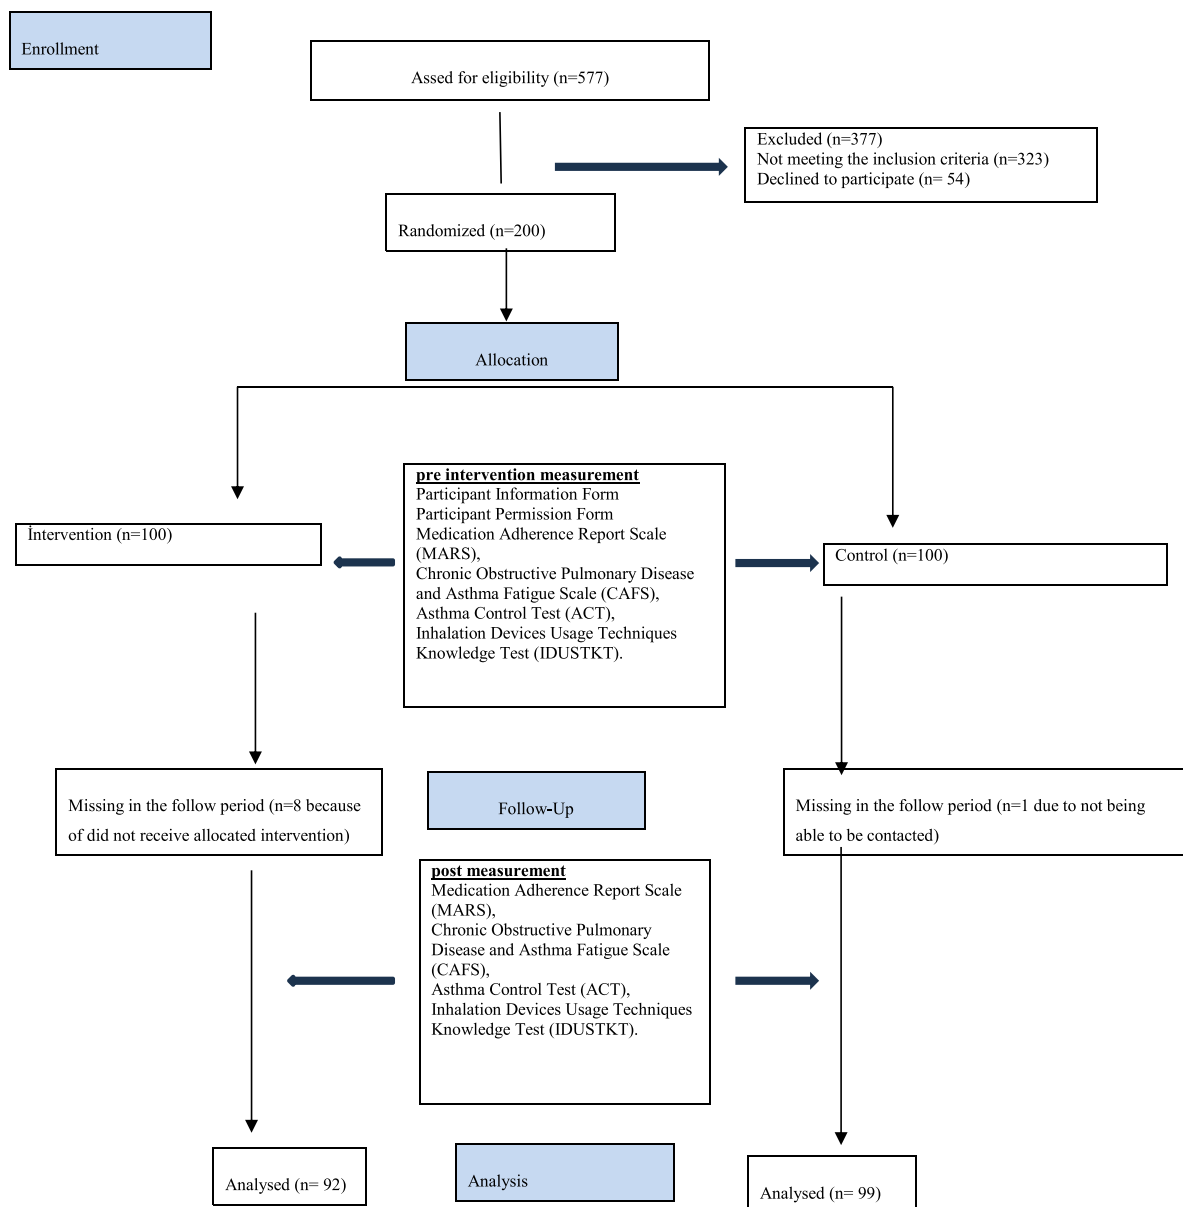 Enrollment
Assed for eligibility (n=577)
Excluded (n=377)
Not meeting the inclusion criteria (n=323)
Declined to participate (n= 54)
Randomized (n=200)
Allocation
pre intervention measurement
Participant Information Form
Participant Permission Form
Medication Adherence Report Scale
(MARS),
Chronic Obstructive Pulmonary Disease
and Asthma Fatigue Scale (CAFS),
Asthma Control Test (ACT),
Inhalation Devices Usage Techniques
Knowledge Test (IDUSTKT).
İntervention (n=100)
Control (n=100)
Missing in the follow period (n=8 because
of did not receive allocated intervention)
Follow-Up
Missing in the follow period (n=1 due to not being
able to be contacted)
post measurement
Medication Adherence Report Scale
(MARS),
Chronic Obstructive Pulmonary
Disease and Asthma Fatigue Scale
(CAFS),
Asthma Control Test (ACT),
Inhalation Devices Usage Techniques
Knowledge Test (IDUSTKT).
Analysed (n= 92)
Analysis
Analysed (n= 99)